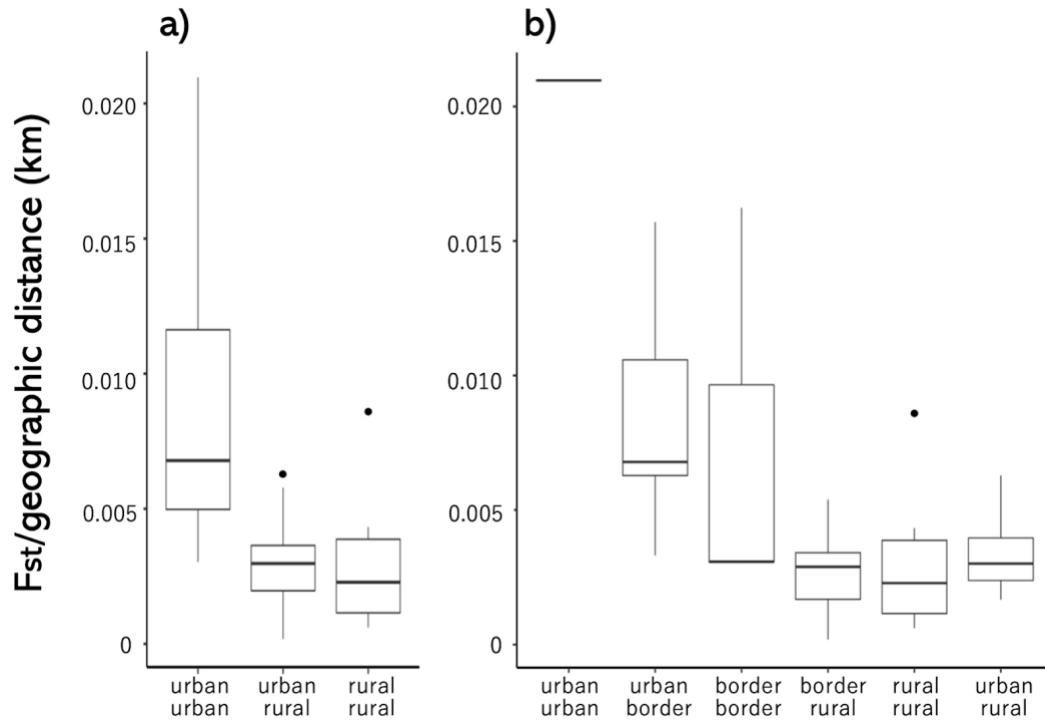 a)
b)
Fst/geographic distance (km)
0.020
0.015
0.010
0.005
0
urban urban rural
urban rural rural
0.020
0.015
0.010
0.005
0
urban urban border border rural urban
urban border border rural rural rural